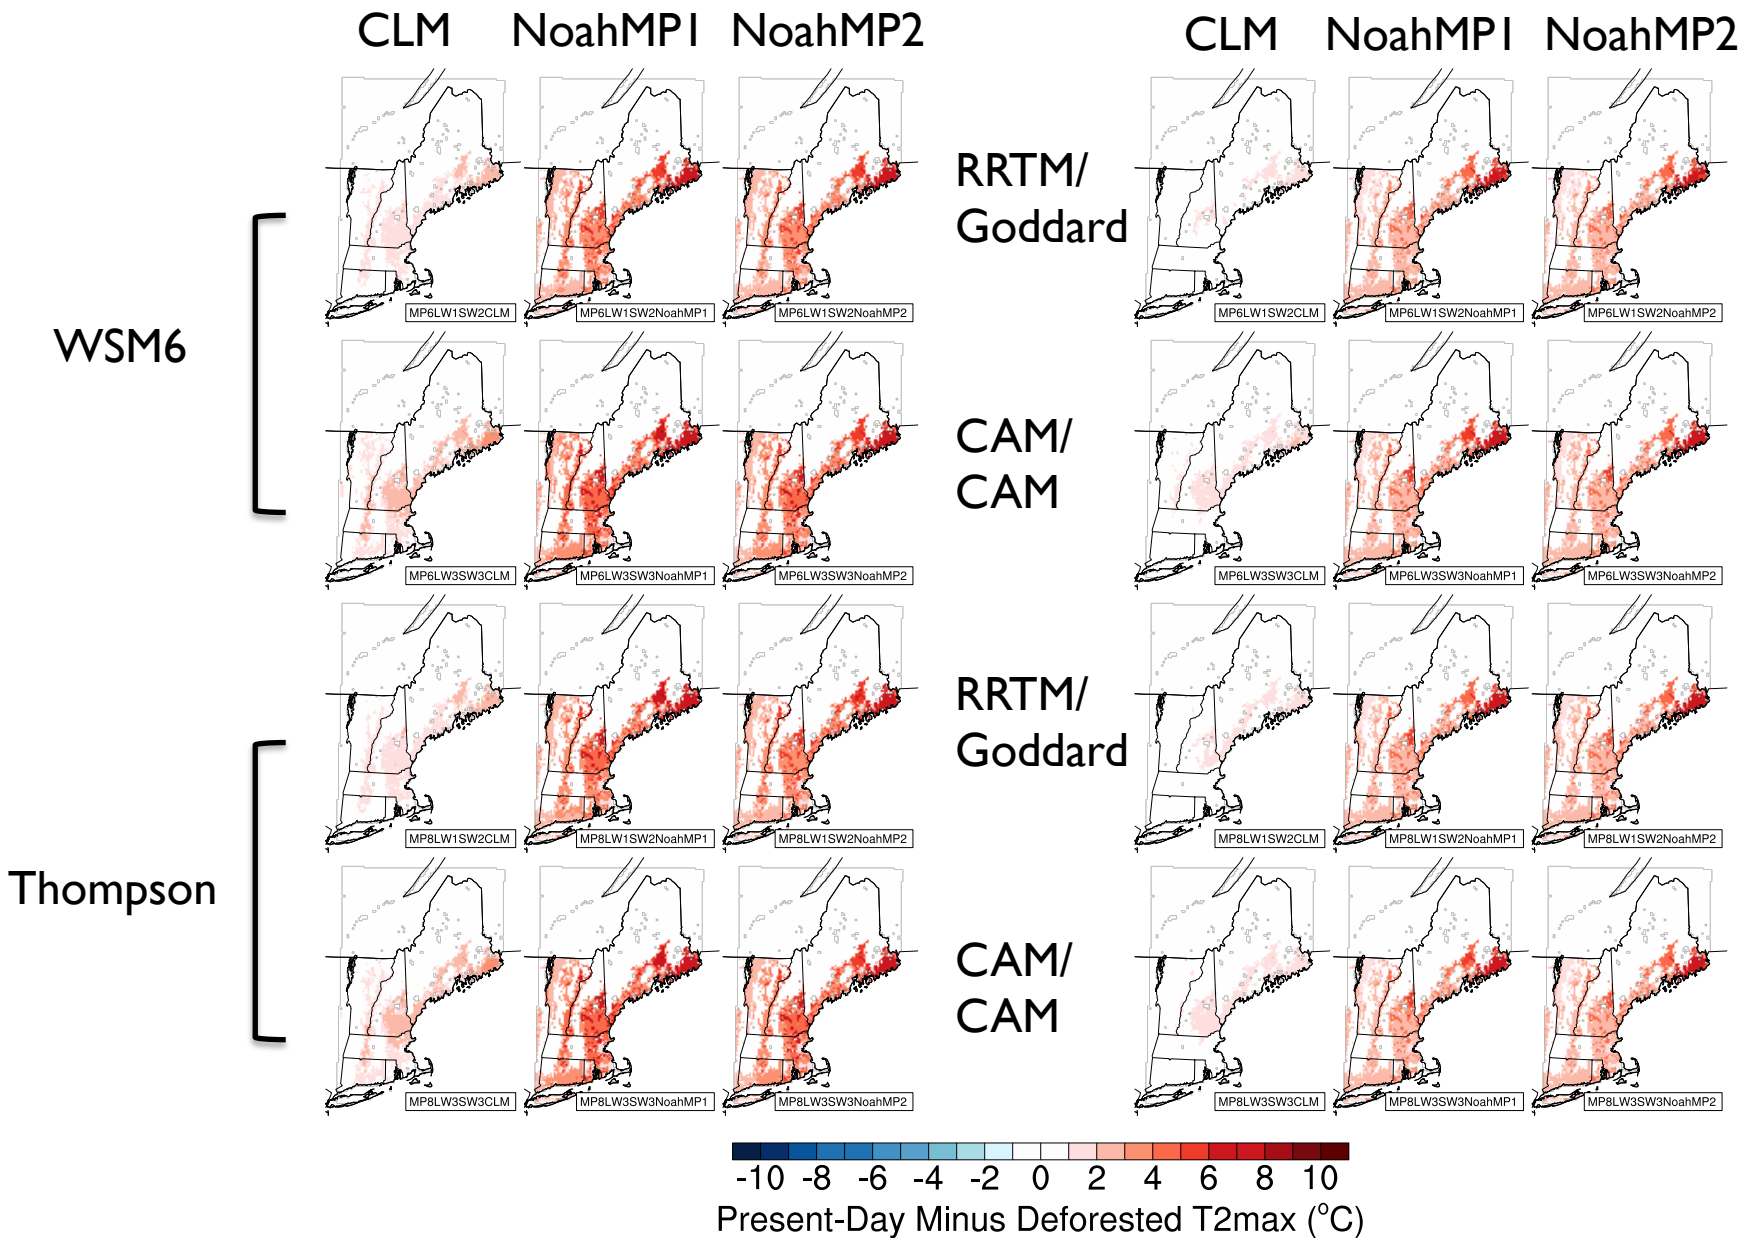 CLM NoahMP1 NoahMP2 CLM NoahMP1 NoahMP2
RRTM/
Goddard
MP6LW1SW2CLM MP6LW1SW2NoahMP1 MP6LW1SW2NoahMP2 MP6LW1SW2CLM MP6LW1SW2NoahMP1 MP6LW1SW2NoahMP2
WSM6
CAM/
CAM
MP6LW3SW3CLM MP6LW3SW3NoahMP1 MP6LW3SW3NoahMP2 MP6LW3SW3CLM MP6LW3SW3NoahMP1 MP6LW3SW3NoahMP2
RRTM/
Goddard
MP8LW1SW2CLM MP8LW1SW2NoahMP1 MP8LW1SW2NoahMP2 MP8LW1SW2CLM MP8LW1SW2NoahMP1 MP8LW1SW2NoahMP2
Thompson
CAM/
CAM
MP8LW3SW3CLM MP8LW3SW3NoahMP1 MP8LW3SW3NoahMP2 MP8LW3SW3CLM MP8LW3SW3NoahMP1 MP8LW3SW3NoahMP2
-10 -8 -6 -4 -2 0 2 4 6 8 10
Present-Day Minus Deforested T2max (°C)